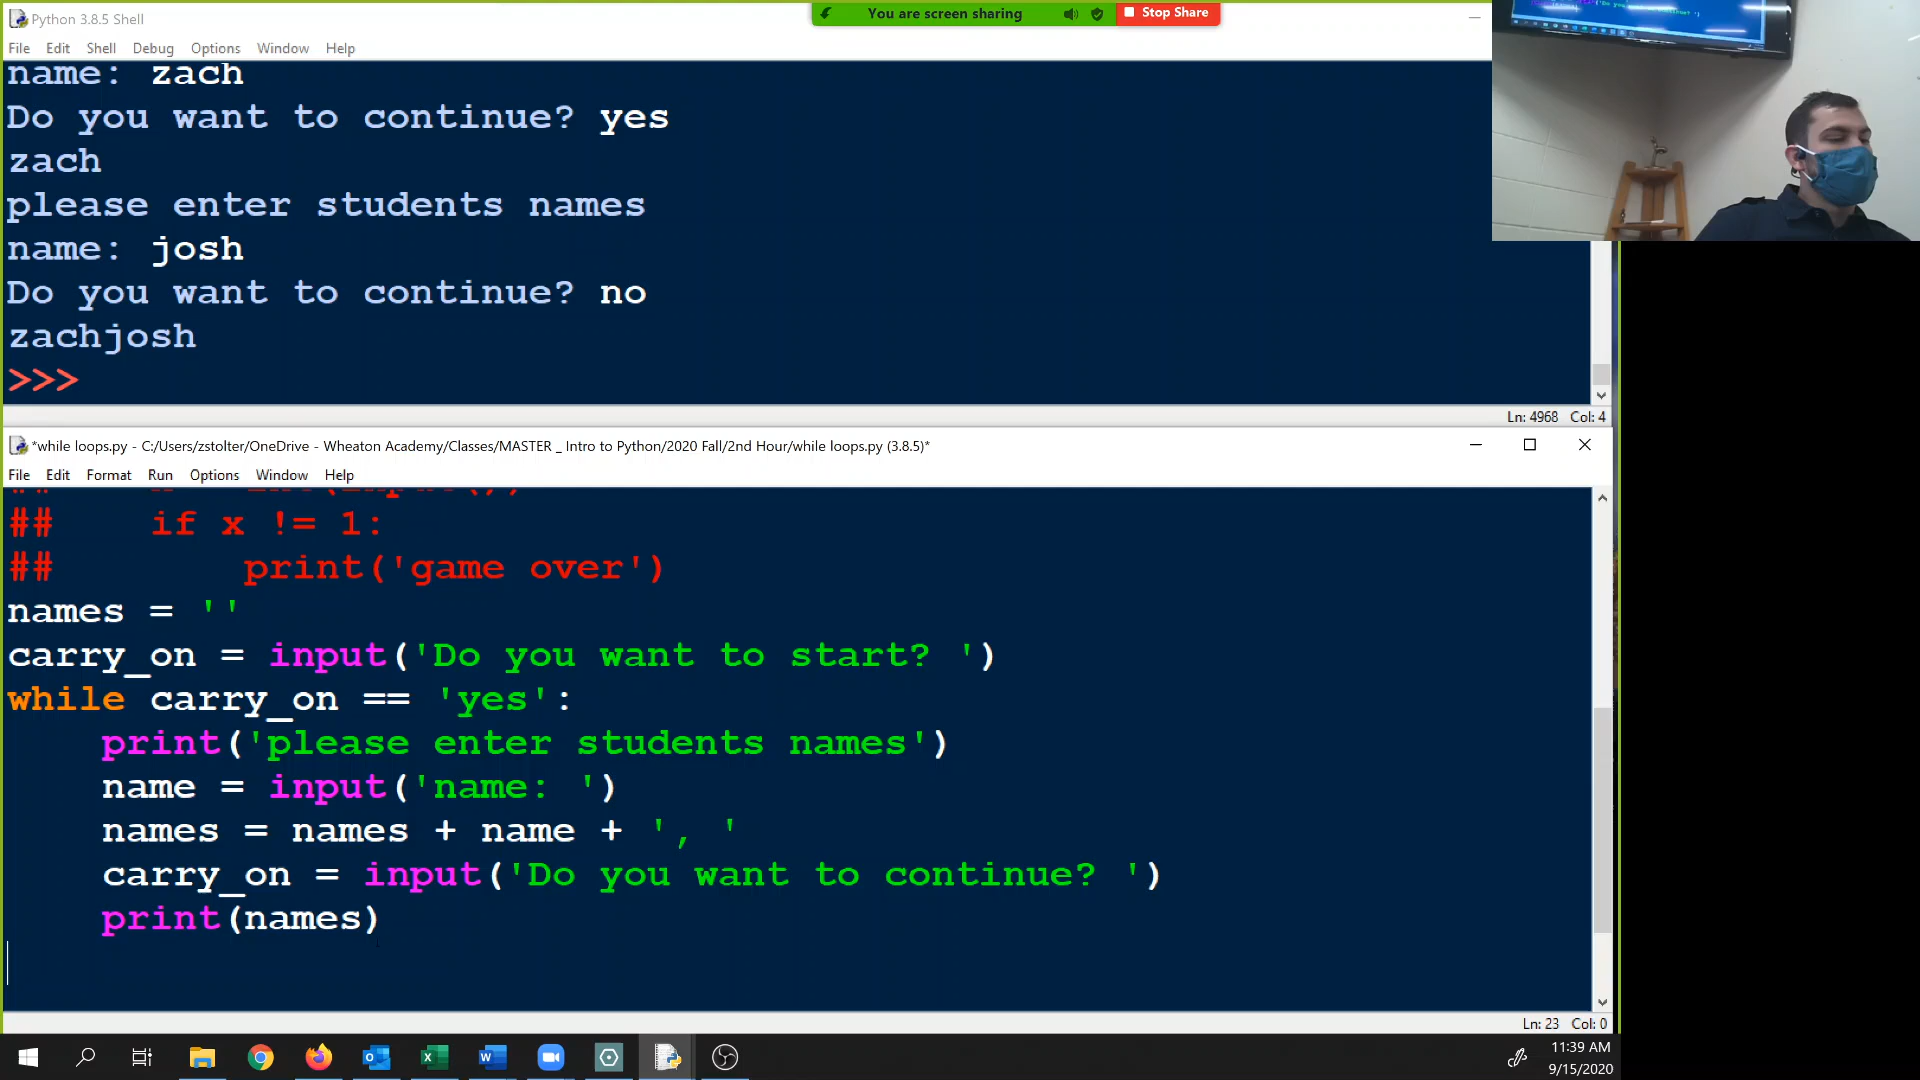 Python 3.8.5 Shell
You are screen sharing
Stop Share
File Edit Shell Debug Options Window Help
name: zach
Do you want to continue? yes
zach
please enter students names
name: josh
Do you want to continue? no
zachjosh
>>>
Ln: 4968 Col: 4
*while loops.py - C:/Users/zstolter/OneDrive - Wheaton Academy/Classes/MASTER _ Intro to Python/2020 Fall/2nd Hour/while loops.py (3.8.5)*
File Edit Format Run Options Help
##     if x != 1:
##         print('game over')
names = ''
carry_on = input('Do you want to start? ')
while carry_on == 'yes':
    print('please enter students names')
    name = input('name: ')
    names = names + name + ', '
    carry_on = input('Do you want to continue? ')
    print(names)
Ln: 23 Col: 0
11:39 AM
9/15/2020